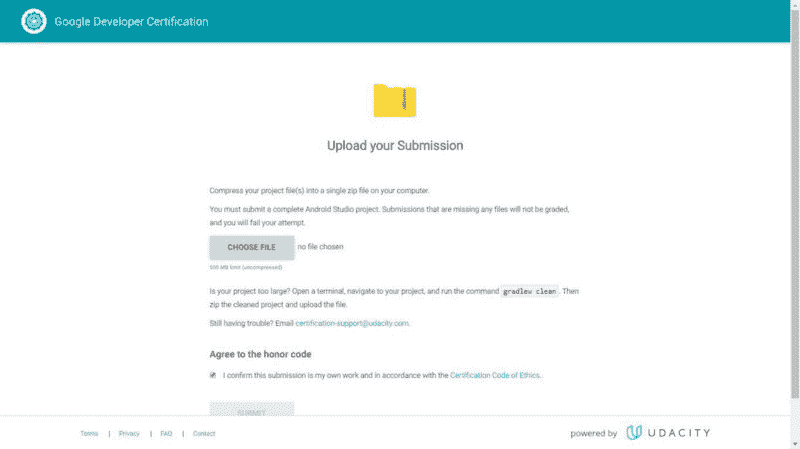 Google Developer Certification
Upload your Submission
Compress your project file(s) into a single zip file on your computer.
You must submit a complete Android Studio project. Submissions that are missing any files will not be graded,
and you will fail your attempt.
CHOOSE FILE no file chosen
500 MB limit (uncompressed)
Is your project too large? Open a terminal, navigate to your project, and run the command gradlew clean. Then
zip the cleaned project and upload the file.
Still having trouble? Email certification-support@udacity.com.
Agree to the honor code
I confirm this submission is my own work and in accordance with the Certification Code of Ethics.
SUBMIT
Terms | Privacy | FAQ | Contact
powered by UDACITY